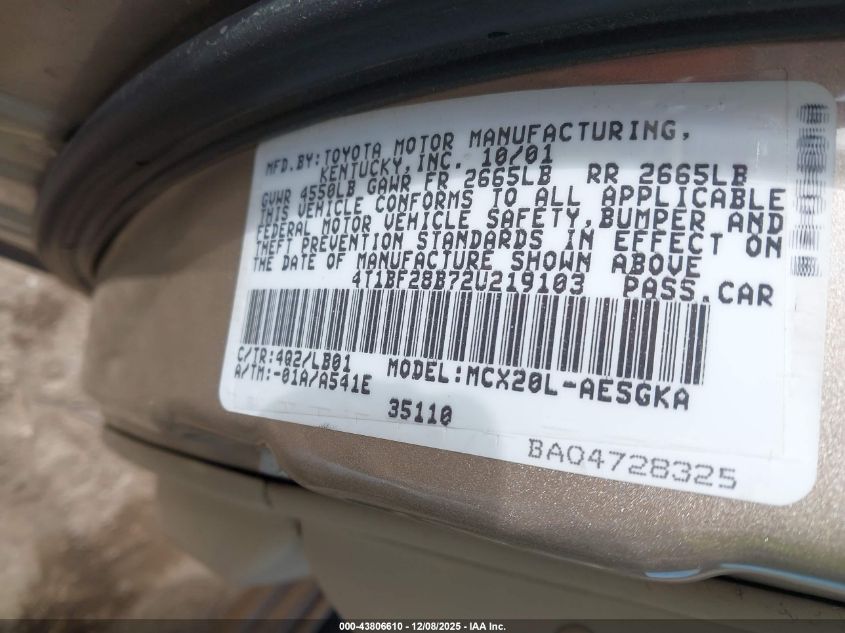 MFD.BY:TOYOTA MOTOR MANUFACTURING,
KENTUCKY,INC. 10/01
GVWR 4550LB GAWR FR 2665LB RR 2665LB
THIS VEHICLE CONFORMS TO ALL APPLICABLE
FEDERAL MOTOR VEHICLE SAFETY,BUMPER AND
THEFT PREVENTION STANDARDS IN EFFECT ON
THE DATE OF MANUFACTURE SHOWN ABOVE
4T1BF28B72U219103 PASS.CAR
C/TR:4Q2/LB01
A/TM:-01A/A541E
MODEL:MCX20L-AESGKA
35110
BA04728325
000-43806610 - 12/08/2025 - IAA Inc.